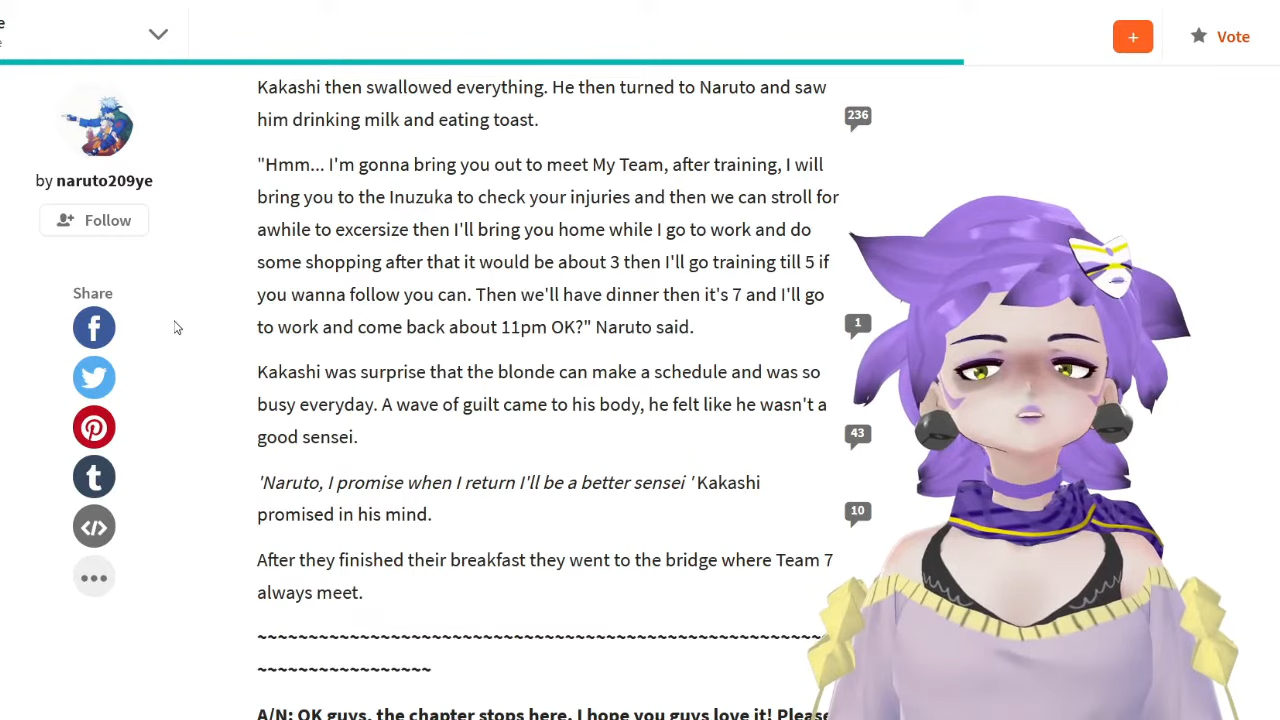 e
Vote
Kakashi then swallowed everything. He then turned to Naruto and saw
him drinking milk and eating toast.
236
by naruto209ye
Follow
Share
"Hmm... I'm gonna bring you out to meet My Team, after training, I will
bring you to the Inuzuka to check your injuries and then we can stroll for
awhile to excersize then I'll bring you home while I go to work and do
some shopping after that it would be about 3 then I'll go training till 5 if
you wanna follow you can. Then we'll have dinner then it's 7 and I'll go
to work and come back about 11pm OK?" Naruto said.
1
Kakashi was surprise that the blonde can make a schedule and was so
busy everyday. A wave of guilt came to his body, he felt like he wasn't a
good sensei.
43
'Naruto, I promise when I return I'll be a better sensei ' Kakashi
promised in his mind.
10
After they finished their breakfast they went to the bridge where Team 7
always meet.
~~~~~~~~~~~~~~~~~~~~~~~~~~~~~~~~~~~~~~~~~~~~~~~~~~~~~~~
~~~~~~~~~~~~~~~~~
A/N: OK guys, the chapter stops here. I hope you guys love it! Please